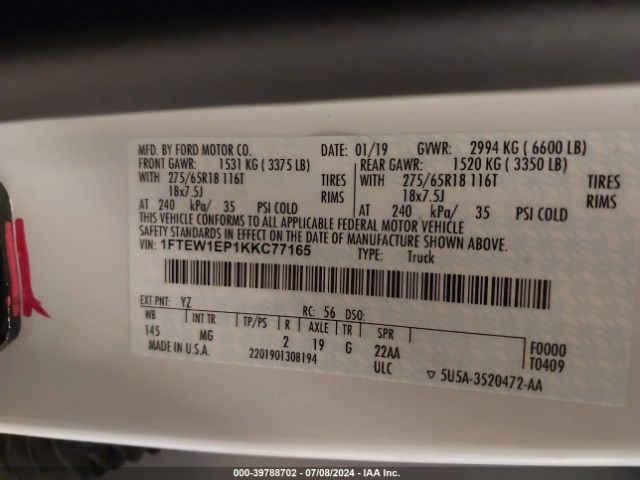 MFD. BY FORD MOTOR CO. DATE: 01/19 GVWR: 2994 KG ( 6600 LB)
FRONT GAWR: 1531 KG ( 3375 LB) REAR GAWR: 1520 KG ( 3350 LB)
WITH 275/65R18 116T TIRES WITH 275/65R18 116T TIRES
18x7.5J RIMS 18x7.5J RIMS
AT 240 kPa/ 35 PSI COLD AT 240 kPa/ 35 PSI COLD
THIS VEHICLE CONFORMS TO ALL APPLICABLE FEDERAL MOTOR VEHICLE
SAFETY STANDARDS IN EFFECT ON THE DATE OF MANUFACTURE SHOWN ABOVE.
VIN: 1FTEW1EP1KKC77165 TYPE: Truck
EXT PNT: YZ RC: 56 DSO:
WB INT TR TP/PS R AXLE TR SPR
145 MG 2 19 G 22AA F0000
MADE IN U.S.A. 2201901308194 ULC T0409
▽ 5U5A-3520472-AA
000-39788702 - 07/08/2024 - IAAI.CA